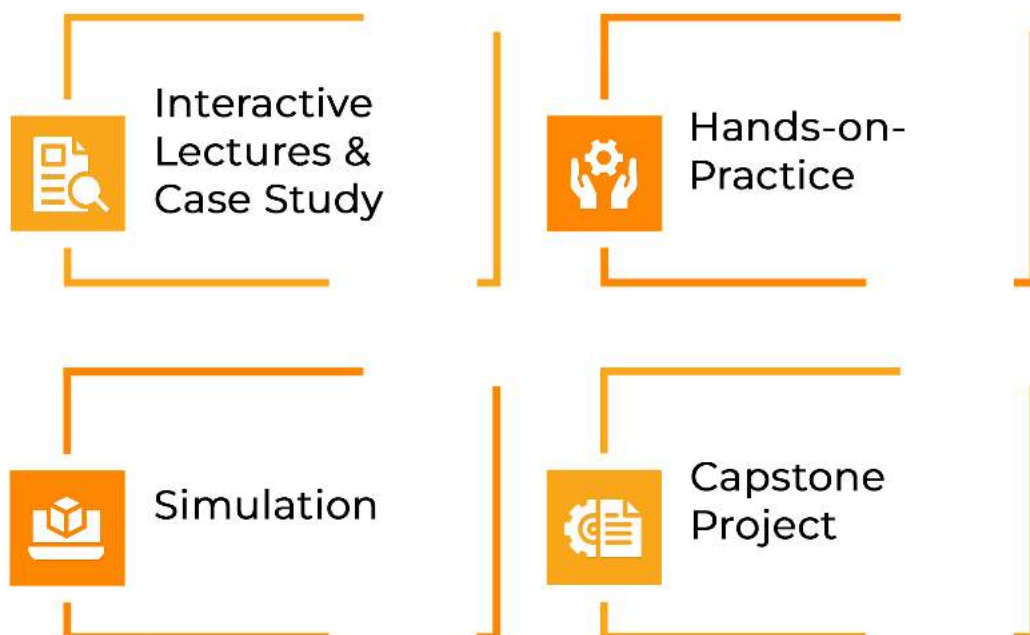 Interactive
Lectures &
Case Study
Hands-on-
Practice
Simulation
Capstone
Project